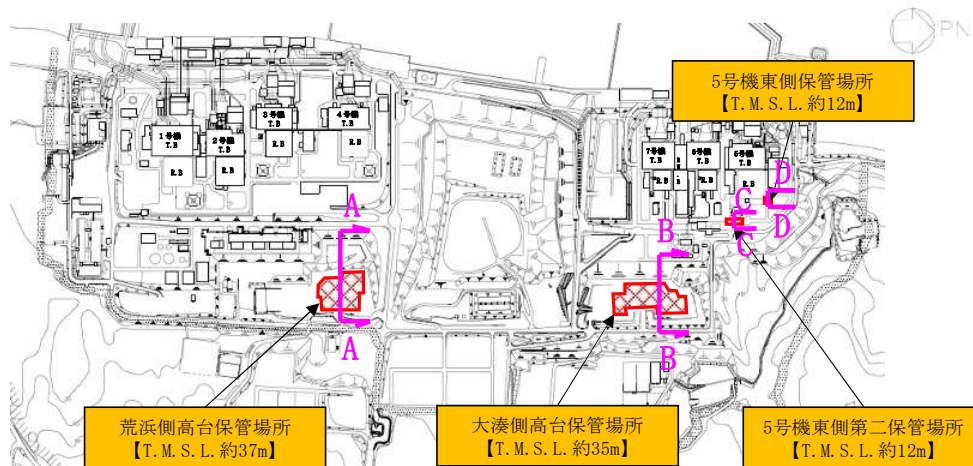 PN
5号機東側保管場所
【T.M.S.L.約12m】
1号機
T.B
2号機
T.B
3号機
T.B
4号機
T.B
R.B
R.B
R.B
R.B
7号機
T.B
6号機
T.B
5号機
T.B
R.B
R.B
R.B
A
A
B
B
C
C
D
D
荒浜側高台保管場所
【T.M.S.L.約37m】
大湊側高台保管場所
【T.M.S.L.約35m】
5号機東側第二保管場所
【T.M.S.L.約12m】